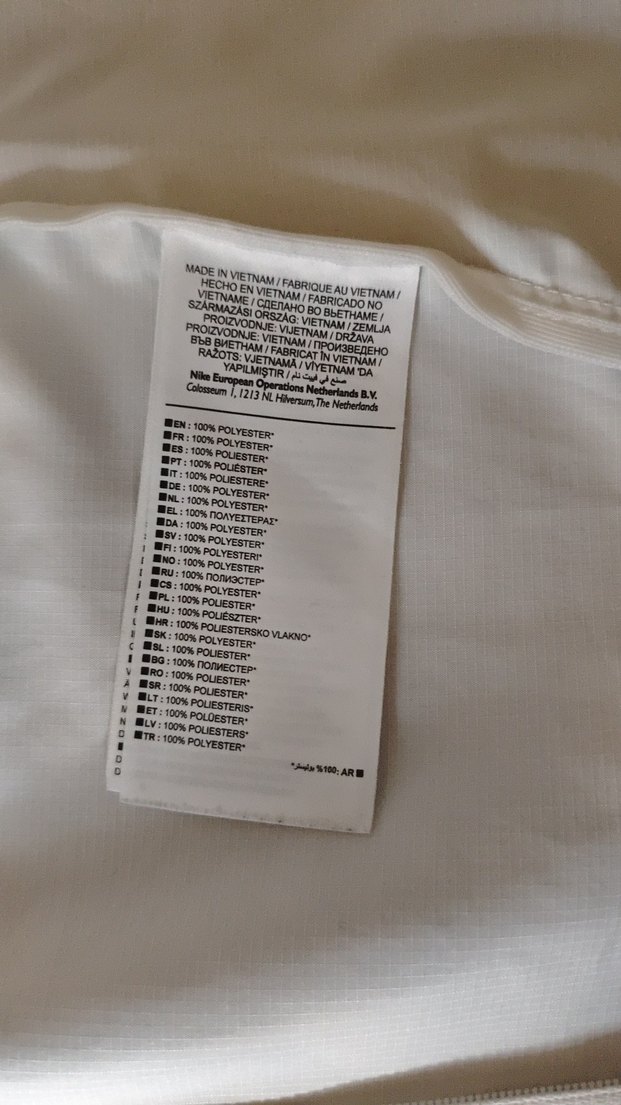 MADE IN VIETNAM / FABRIQUE AU VIETNAM /
HECHO EN VIETNAM / FABRICADO NO
VIETNAME / СДЕЛАНО ВО ВЬЕТНАМЕ /
SZÁRMAZÁSI ORSZÁG: VIETNAM / ZEMLJA
PROIZVODNJE: VIJETNAM / DRŽAVA
PROIZVODNJE: VIETNAM / ПРОИЗВЕДЕНО
ВЪВ ВИЕТНАМ / FABRICAT ÎN VIETNAM /
RAŽOTS: VJETNAMĀ / VİYETNAM 'DA
YAPILMIŞTIR / صنع في فييت نام
Nike European Operations Netherlands B.V.
Colosseum 1, 1213 NL Hilversum, The Netherlands
EN : 100% POLYESTER*
FR : 100% POLYESTER*
ES : 100% POLIESTER*
PT : 100% POLIÉSTER*
IT : 100% POLIESTERE*
DE : 100% POLYESTER*
NL : 100% POLYESTER*
EL : 100% ΠΟΛΥΕΣΤΕΡΑΣ*
DA : 100% POLYESTER*
SV : 100% POLYESTER*
FI : 100% POLYESTERI*
NO : 100% POLYESTER*
RU : 100% ПОЛИЭСТЕР*
CS : 100% POLYESTER*
PL : 100% POLIESTER*
HU : 100% POLIÉSZTER*
HR : 100% POLIESTERSKO VLAKNO*
SK : 100% POLYESTER*
SL : 100% POLIESTER*
BG : 100% ПОЛИЕСТЕР*
RO : 100% POLIESTER*
SR : 100% POLIESTER*
LT : 100% POLIESTERIS*
ET : 100% POLÜESTER*
LV : 100% POLIESTERS*
TR : 100% POLYESTER*
AR :100% بوليستر*